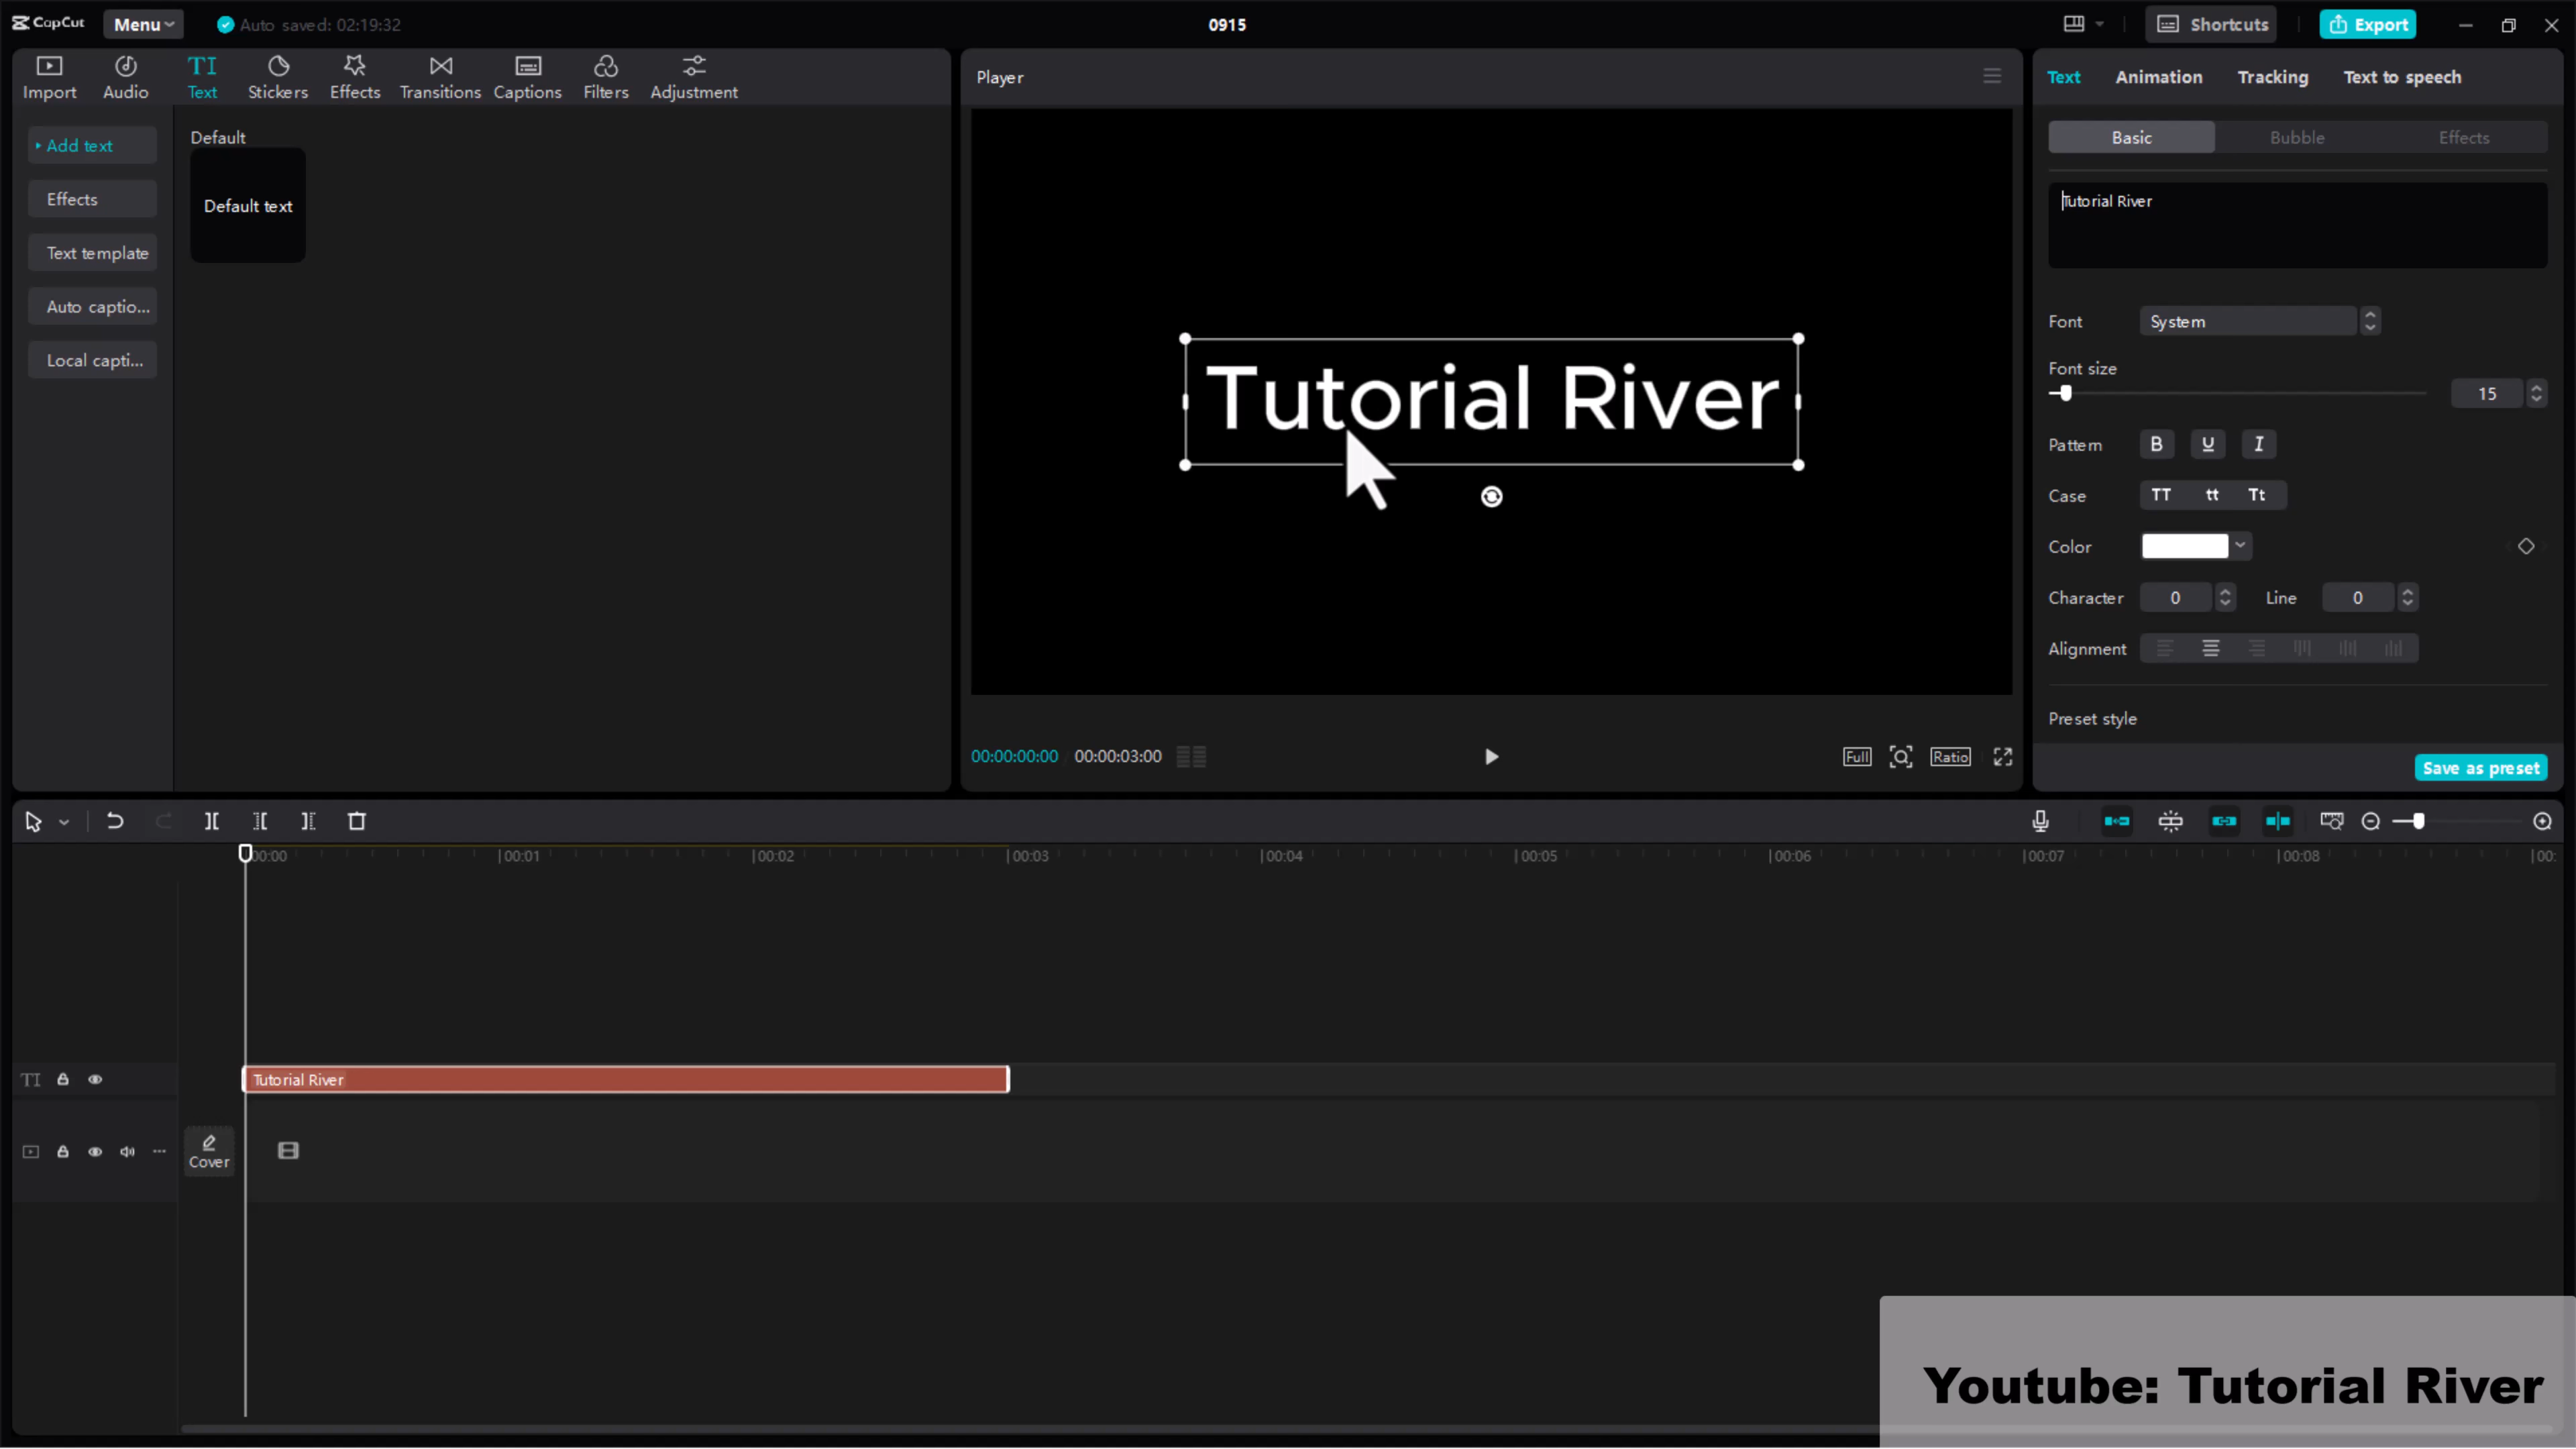 CapCut Menu Auto saved: 02:19:32 0915 Shortcuts Export
Import Audio Text Stickers Effects Transitions Captions Filters Adjustment
Add text
Effects
Text template
Auto captio...
Local capti...
Default
Default text
Player
Tutorial River
00:00:00:00 00:00:03:00 Full Ratio
Text Animation Tracking Text to speech
Basic Bubble Effects
Tutorial River
Font System
Font size
15
Pattern B U I
Case TT tt Tt
Color
Character 0 Line 0
Alignment
Preset style
Save as preset
00:00 00:01 00:02 00:03 00:04 00:05 00:06 00:07 00:08 00:
TI Tutorial River
Cover
Youtube: Tutorial River